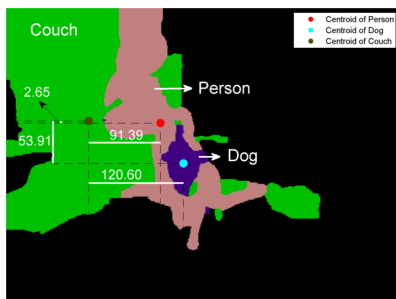 Centroid of Person
Centroid of Dog
Centroid of Couch
Couch
Person
2.65
53.91
91.39
Dog
120.60